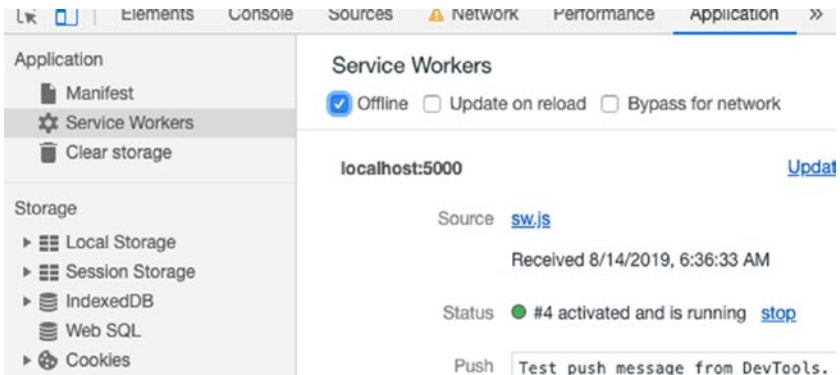 Elements Console Sources Network Performance Application »
Application
Manifest
Service Workers
Clear storage
Storage
Local Storage
Session Storage
IndexedDB
Web SQL
Cookies
Service Workers
Offline Update on reload Bypass for network
localhost:5000 Updat
Source sw.js
Received 8/14/2019, 6:36:33 AM
Status #4 activated and is running stop
Push Test push message from DevTools.